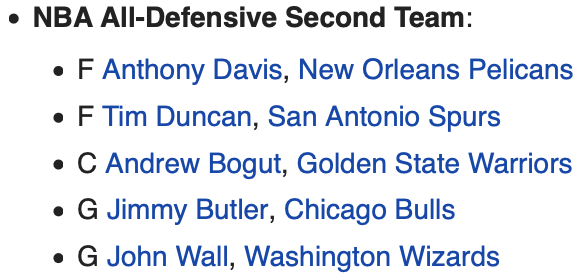 • NBA All-Defensive Second Team:
• F Anthony Davis, New Orleans Pelicans
• F Tim Duncan, San Antonio Spurs
• C Andrew Bogut, Golden State Warriors
• G Jimmy Butler, Chicago Bulls
• G John Wall, Washington Wizards